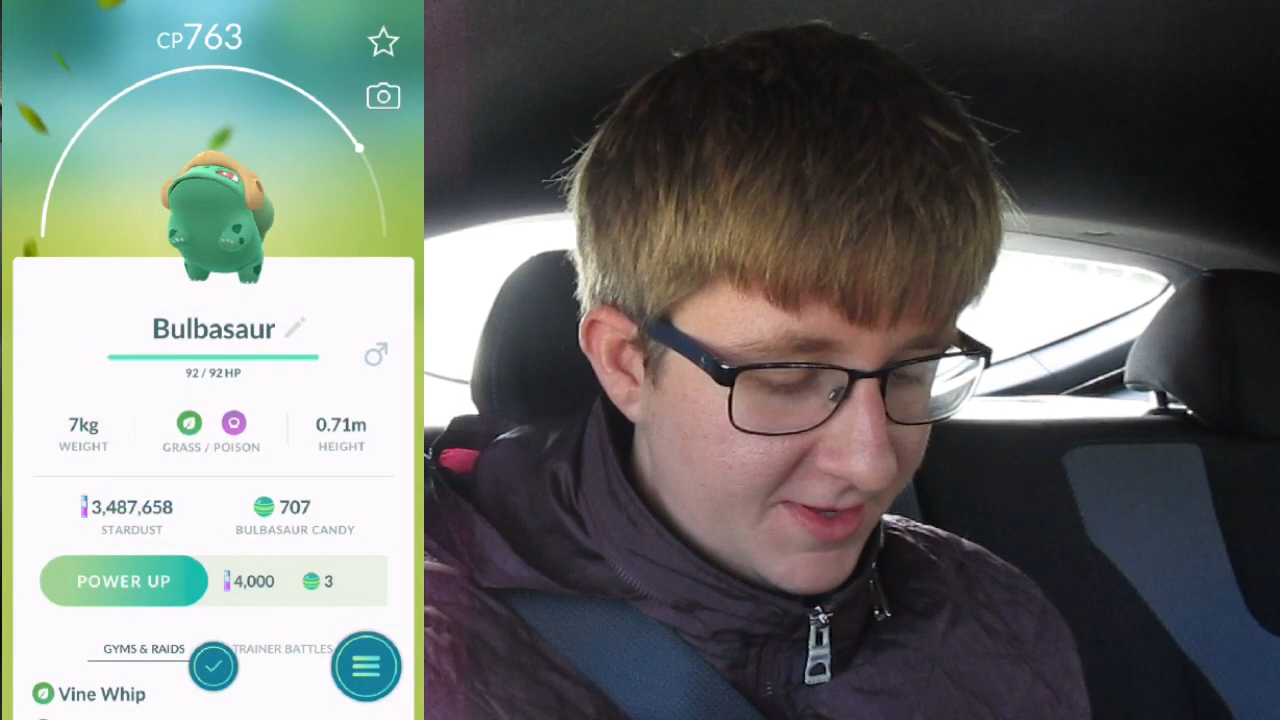 CP763
Bulbasaur
92 / 92 HP
7kg
WEIGHT
GRASS / POISON
0.71m
HEIGHT
3,487,658
STARDUST
707
BULBASAUR CANDY
POWER UP
4,000
3
GYMS & RAIDS
TRAINER BATTLES
Vine Whip